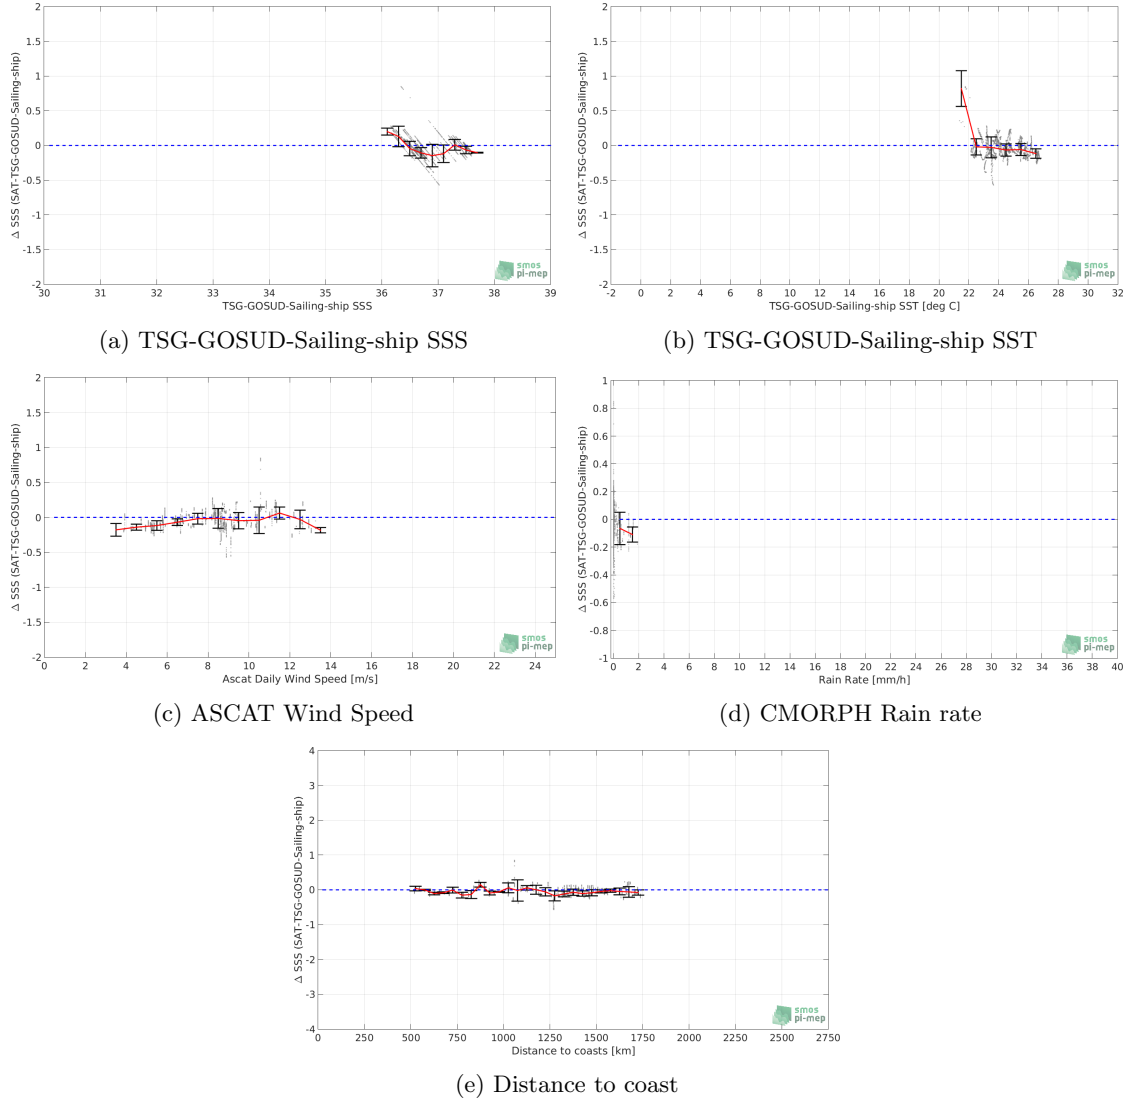 2
1.5
1
0.5
0
-0.5
-1
-1.5
-2
Δ SSS (SAT-TSG-GOSUD-Sailing-ship)
30 31 32 33 34 35 36 37 38 39
TSG-GOSUD-Sailing-ship SSS
smos
pi-mep
(a) TSG-GOSUD-Sailing-ship SSS
2
1.5
1
0.5
0
-0.5
-1
-1.5
-2
Δ SSS (SAT-TSG-GOSUD-Sailing-ship)
-2 0 2 4 6 8 10 12 14 16 18 20 22 24 26 28 30 32
TSG-GOSUD-Sailing-ship SST [deg C]
smos
pi-mep
(b) TSG-GOSUD-Sailing-ship SST
2
1.5
1
0.5
0
-0.5
-1
-1.5
-2
Δ SSS (SAT-TSG-GOSUD-Sailing-ship)
0 2 4 6 8 10 12 14 16 18 20 22 24
Ascat Daily Wind Speed [m/s]
smos
pi-mep
(c) ASCAT Wind Speed
1
0.8
0.6
0.4
0.2
0
-0.2
-0.4
-0.6
-0.8
-1
Δ SSS (SAT-TSG-GOSUD-Sailing-ship)
0 2 4 6 8 10 12 14 16 18 20 22 24 26 28 30 32 34 36 38 40
Rain Rate [mm/h]
smos
pi-mep
(d) CMORPH Rain rate
4
3
2
1
0
-1
-2
-3
-4
Δ SSS (SAT-TSG-GOSUD-Sailing-ship)
0 250 500 750 1000 1250 1500 1750 2000 2250 2500 2750
Distance to coasts [km]
smos
pi-mep
(e) Distance to coast